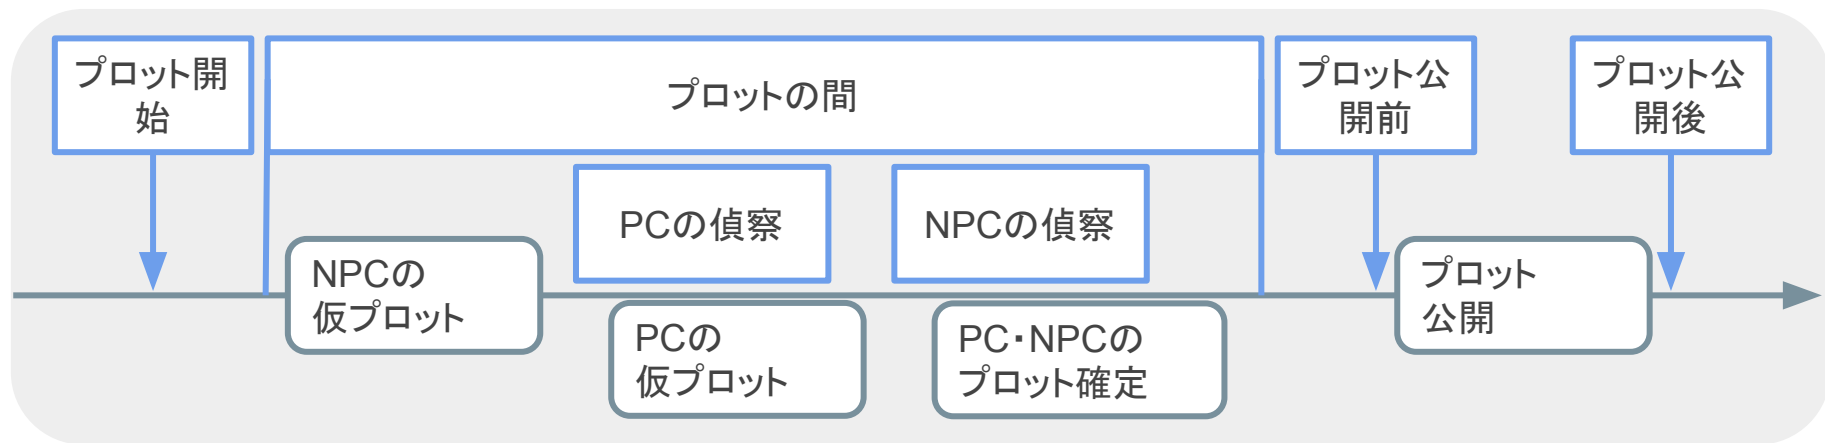 プロット開
始
プロットの間
プロット公
開前
プロット公
開後
PCの偵察
NPCの偵察
NPCの
仮プロット
プロット
公開
PCの
仮プロット
PC・NPCの
プロット確定